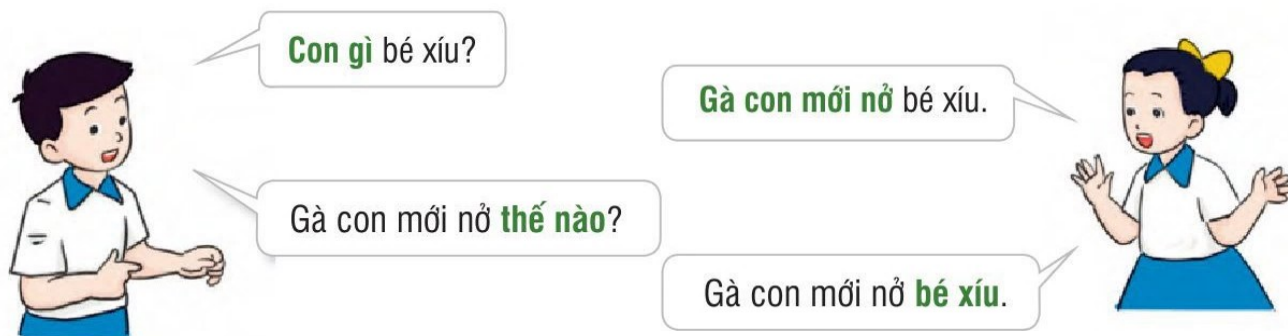 Con gì bé xíu?
Gà con mới nở bé xíu.
Gà con mới nở thế nào?
Gà con mới nở bé xíu.